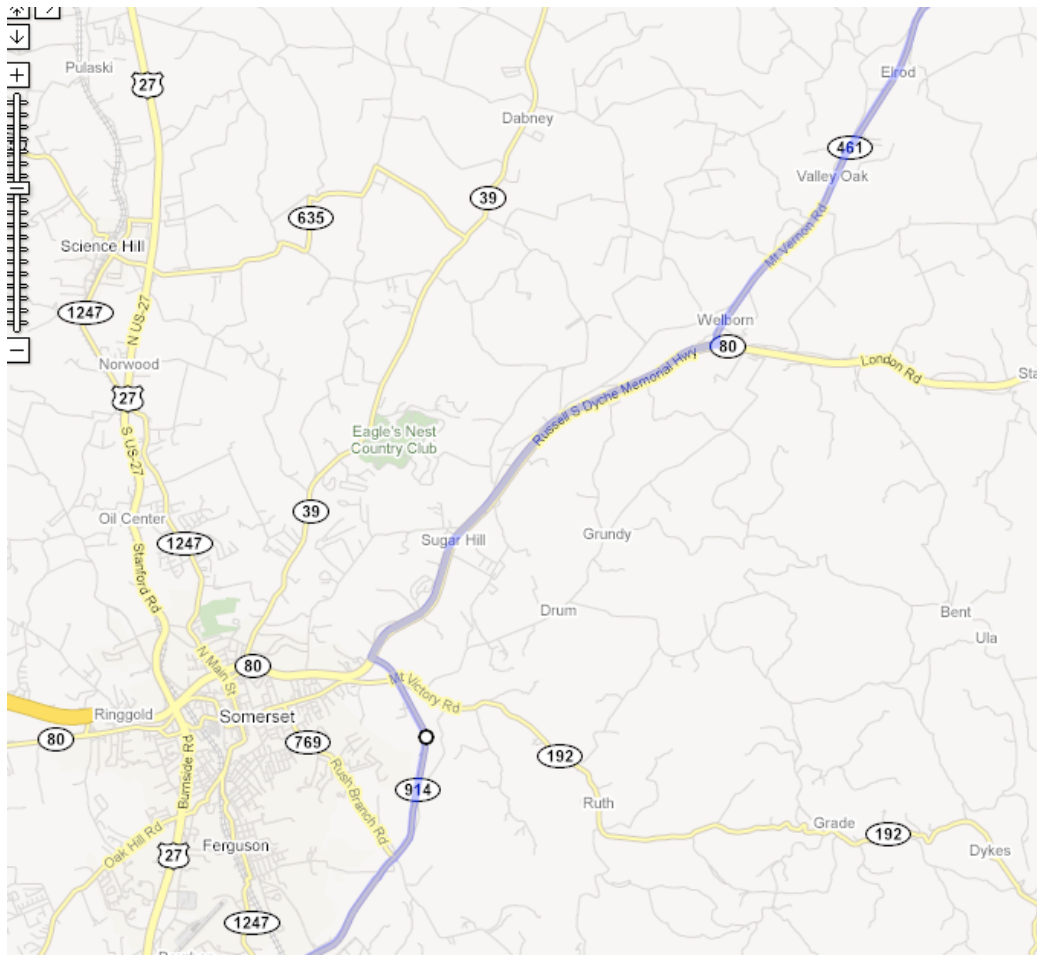 Pulaski
27
Elrod
Dabney
461
Valley Oak
39
635
Mt Vernon Rd
Science Hill
1247
N US-27
Welborn
80
London Rd
Norwood
Russell S Dyche Memorial Hwy
27
S US-27
Eagle's Nest
Country Club
39
Oil Center
1247
Sugar Hill
Grundy
Stanford Rd
Drum
Bent
Ula
N Main St
80
Mt Victory Rd
Ringgold
Somerset
80
769
192
Burnside Rd
Rush Branch Rd
914
Ruth
Oak Hill Rd
Ferguson
Grade
192
27
Dykes
1247